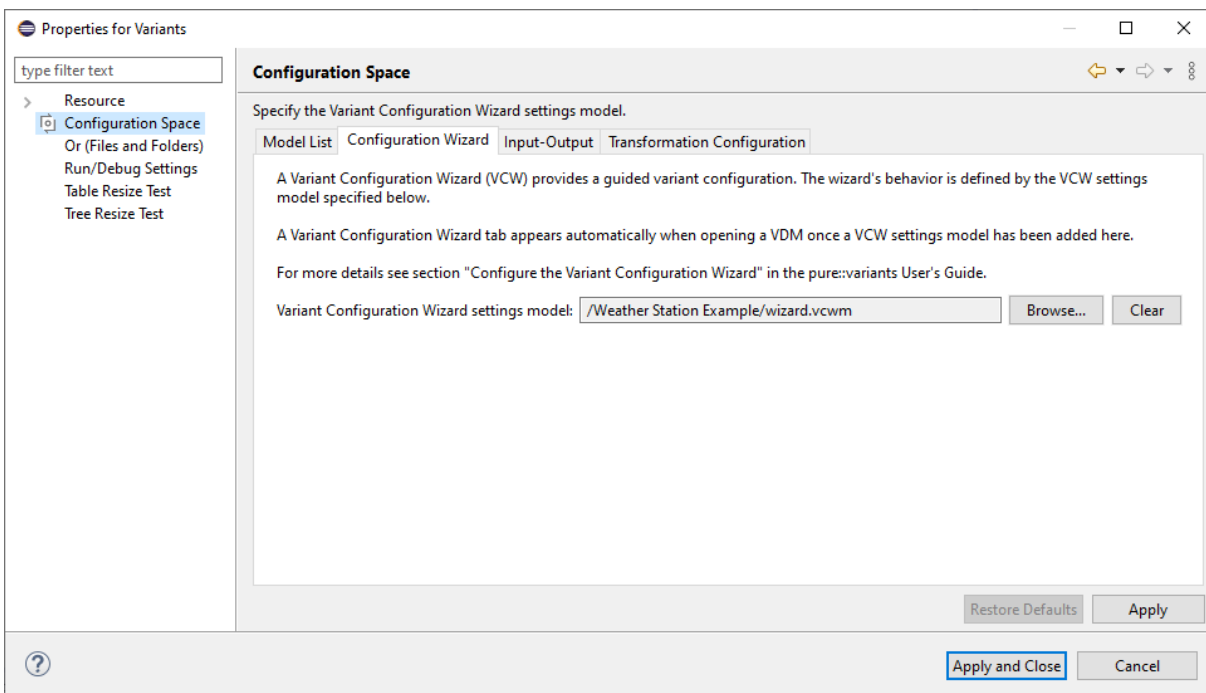 Properties for Variants
type filter text
Resource
Configuration Space
Or (Files and Folders)
Run/Debug Settings
Table Resize Test
Tree Resize Test
Configuration Space
Specify the Variant Configuration Wizard settings model.
Model List Configuration Wizard Input-Output Transformation Configuration
A Variant Configuration Wizard (VCW) provides a guided variant configuration. The wizard's behavior is defined by the VCW settings
model specified below.
A Variant Configuration Wizard tab appears automatically when opening a VDM once a VCW settings model has been added here.
For more details see section "Configure the Variant Configuration Wizard" in the pure::variants User's Guide.
Variant Configuration Wizard settings model: /Weather Station Example/wizard.vcwm Browse... Clear
Restore Defaults Apply
? Apply and Close Cancel